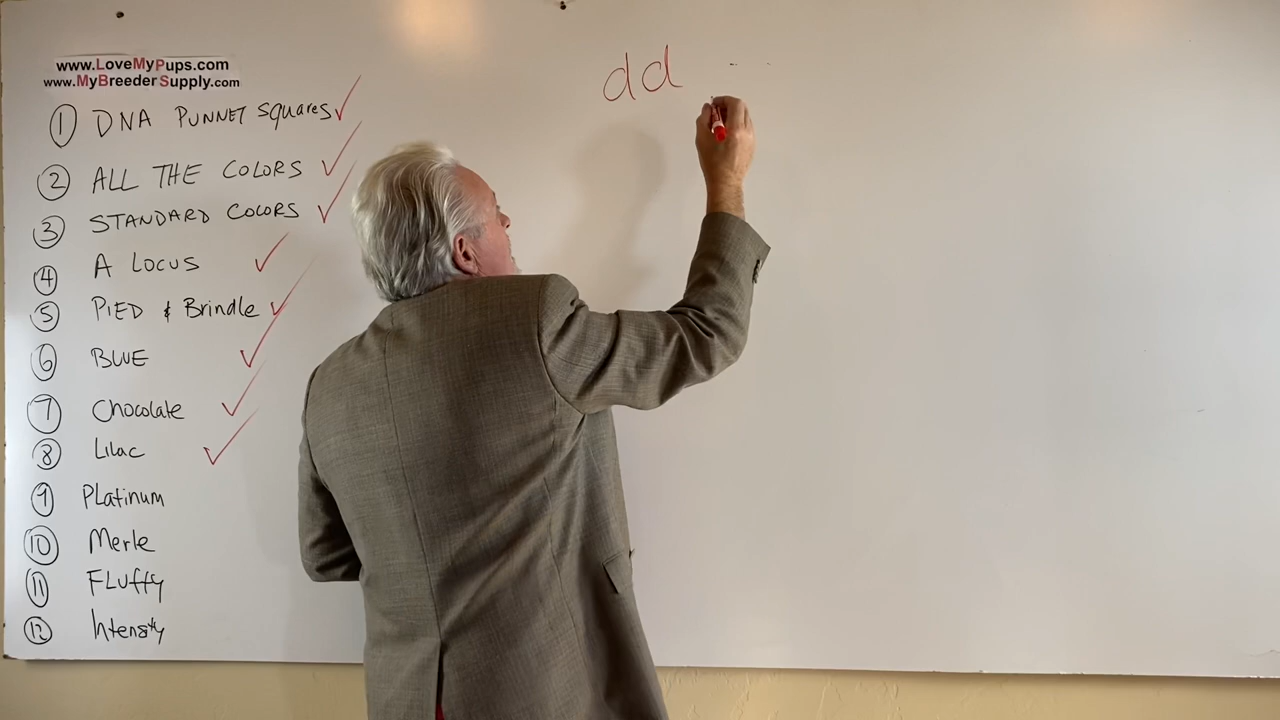 www.LoveMyPups.com
www.MyBreederSupply.com
1 DNA PUNNET SQUARES ✓
2 ALL THE COLORS ✓
3 STANDARD COLORS ✓
4 A LOCUS ✓
5 PIED & Brindle ✓
6 BLUE ✓
7 Chocolate ✓
8 Lilac ✓
9 Platinum
10 Merle
11 FLuffy
12 Intensity
dd